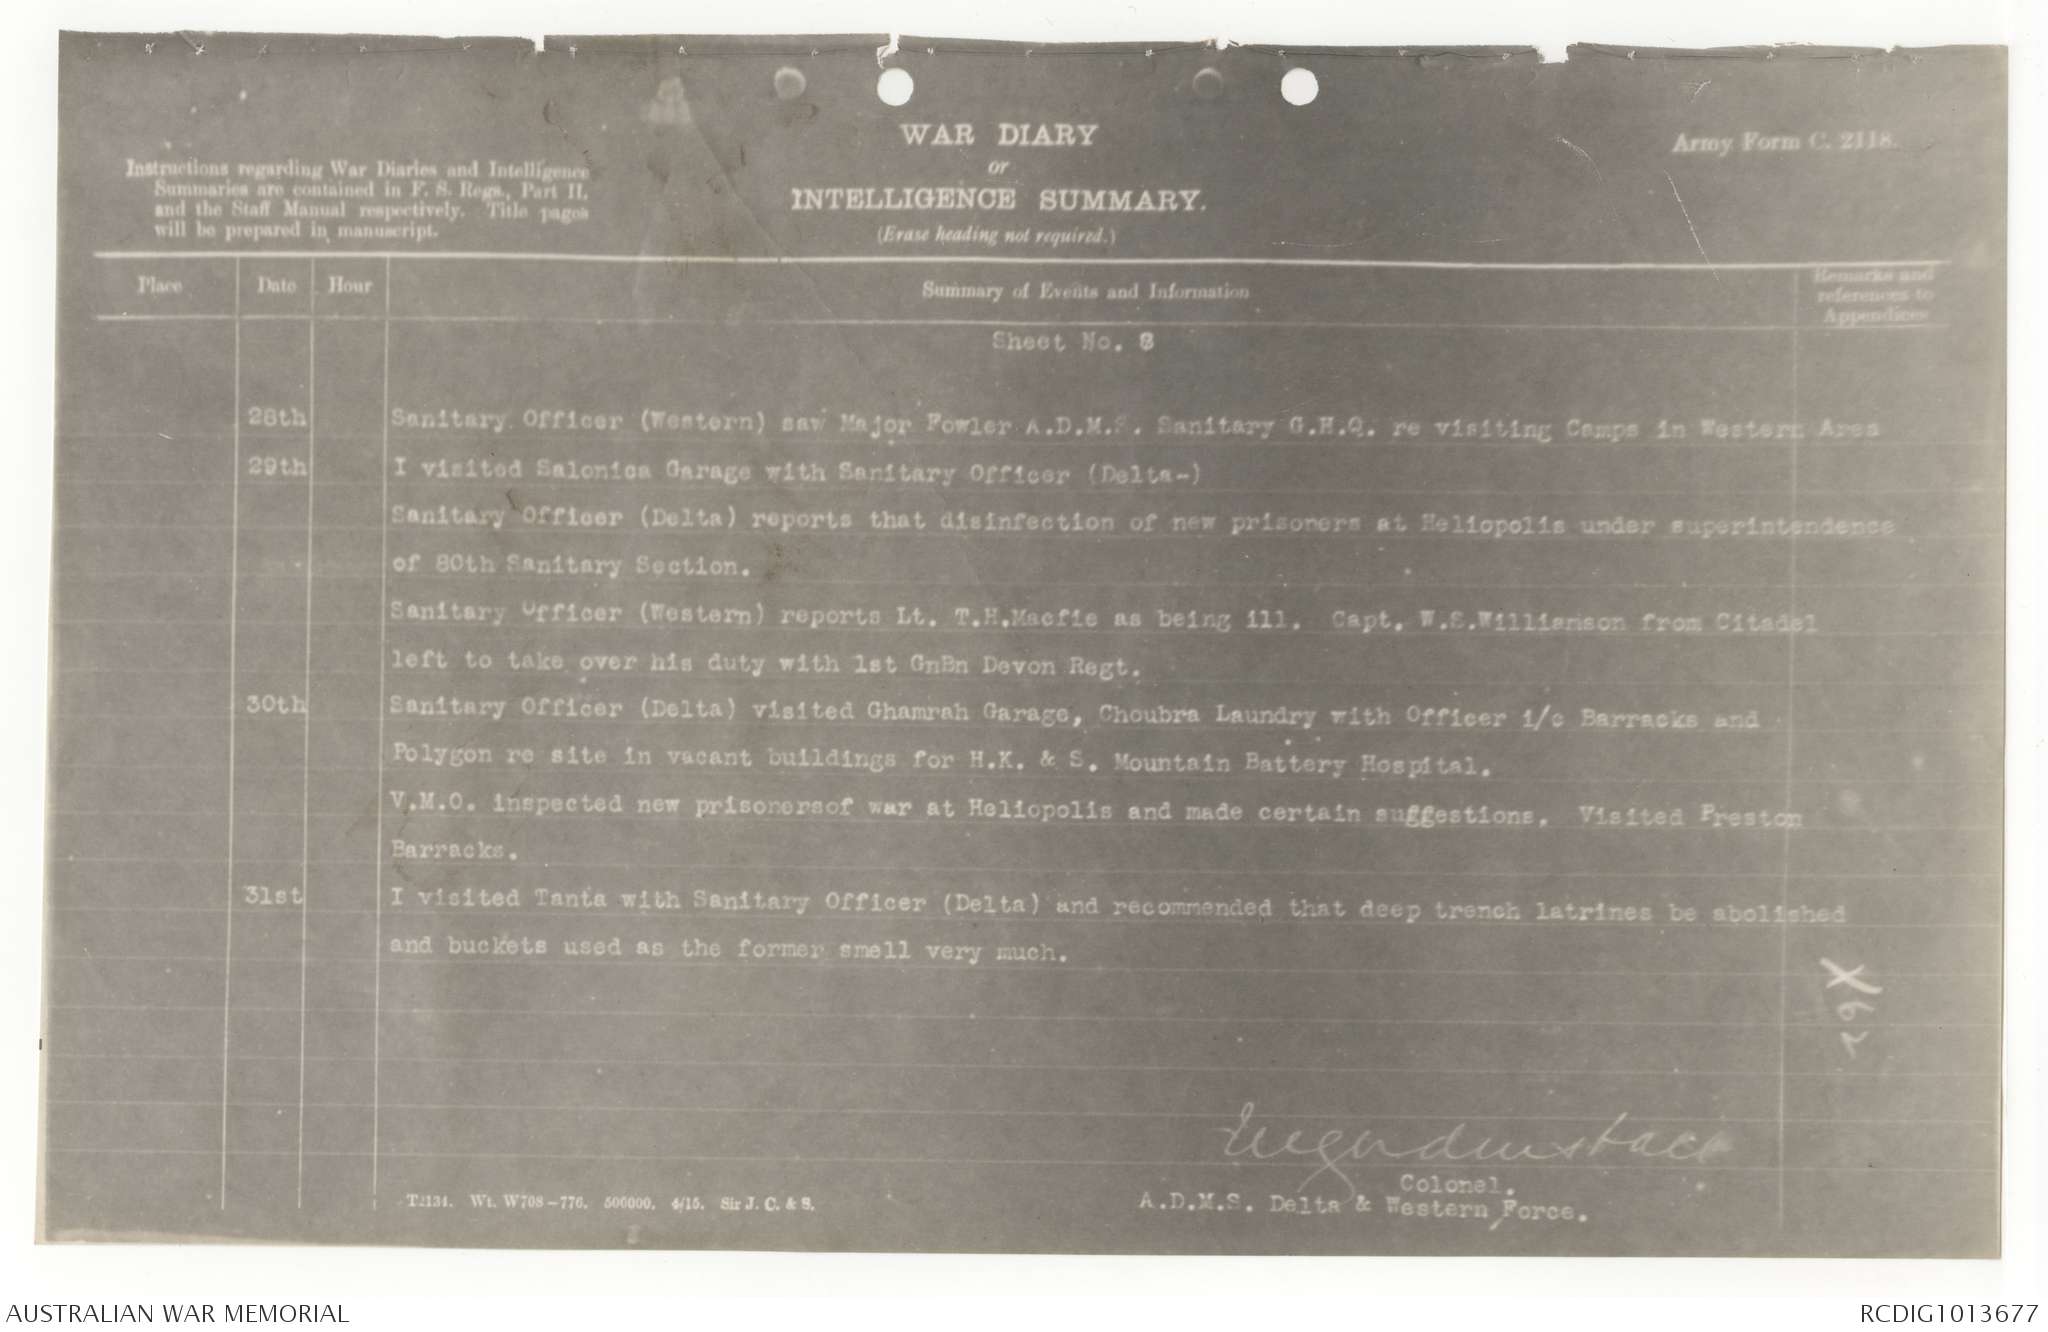 WAR DIARY
or
INTELLIGENCE SUMMARY.
(Erase heading not required.)
Army Form C. 2118.
Instructions regarding War Diaries and Intelligence
Summaries are contained in F. S. Regs., Part II,
and the Staff Manual respectively. Title pages
will be prepared in manuscript.
Place
Date
Hour
Summary of Events and Information
Remarks and
references to
Appendices
Sheet No. 8
28th Sanitary Officer (Western) saw Major Fowler A.D.M.S. Sanitary G.H.Q. re visiting Camps in Western Area
29th I visited Salonica Garage with Sanitary Officer (Delta-)
Sanitary Officer (Delta) reports that disinfection of new prisoners at Heliopolis under superintendence
of 80th Sanitary Section.
Sanitary Officer (Western) reports Lt. T.H.Macfie as being ill. Capt. W.S.Williamson from Citadel
left to take over his duty with 1st GnBn Devon Regt.
30th Sanitary Officer (Delta) visited Ghamrah Garage, Choubra Laundry with Officer i/c Barracks and
Polygon re site in vacant buildings for H.K. & S. Mountain Battery Hospital.
V.M.O. inspected new prisonersof war at Heliopolis and made certain suggestions. Visited Preston
Barracks.
31st I visited Tanta with Sanitary Officer (Delta) and recommended that deep trench latrines be abolished
and buckets used as the former smell very much.
Colonel.
A.D.M.S. Delta & Western Force.
T2134. Wt. W708-776. 500000. 4/15. Sir J. C. & S.
AUSTRALIAN WAR MEMORIAL
RCDIG1013677